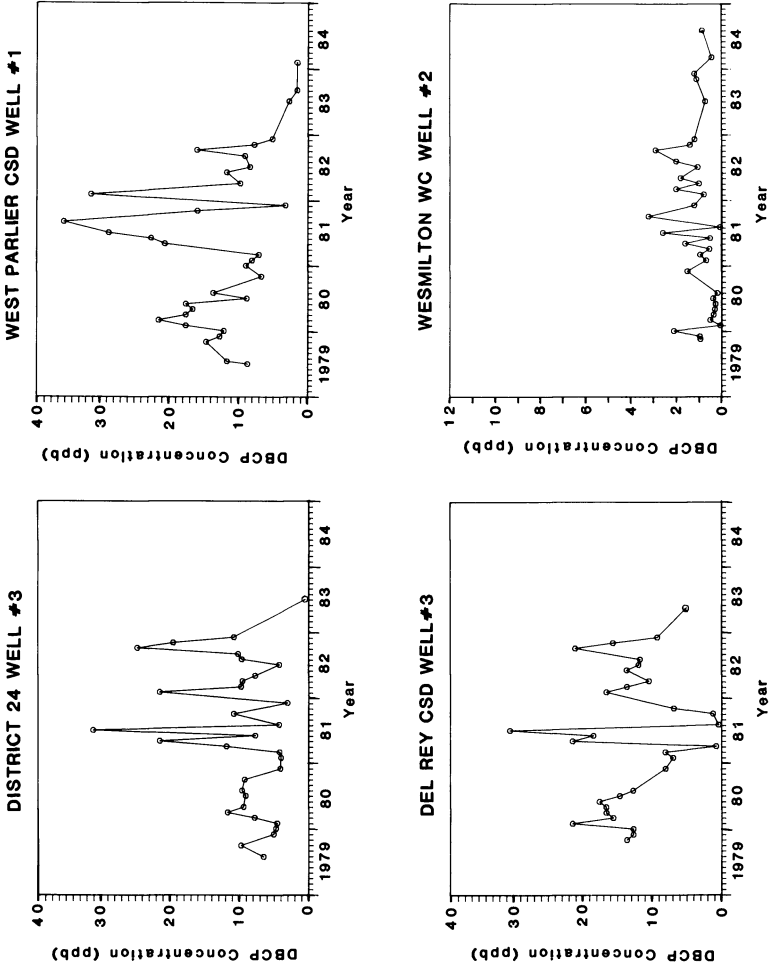 DISTRICT 24 WELL #3
DBCP Concentration (ppb)
40
30
20
10
0
1979 80 81 82 83 84
Year
WEST PARLIER CSD WELL #1
DBCP Concentration (ppb)
40
30
20
10
0
1979 80 81 82 83 84
Year
DEL REY CSD WELL#3
DBCP Concentration (ppb)
40
30
20
10
0
1979 80 81 82 83 84
Year
WESMILTON WC WELL #2
DBCP Concentration (ppb)
12
10
8
6
4
2
0
1979 80 81 82 83 84
Year